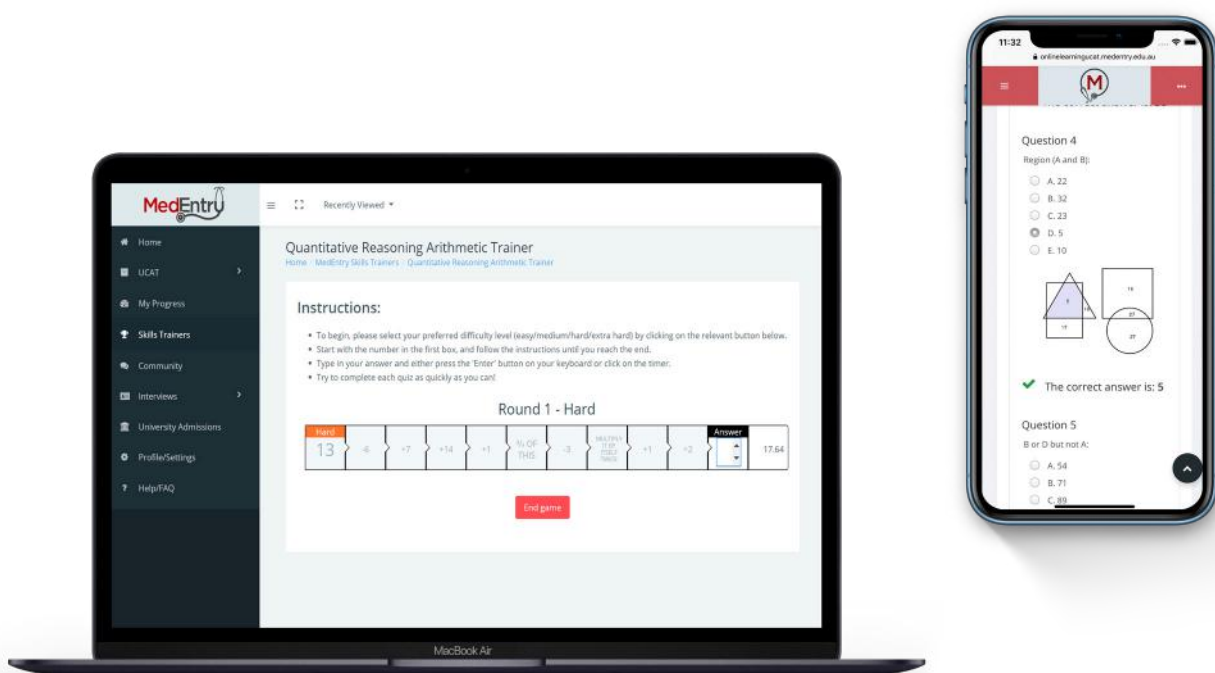 MedEntry
Recently Viewed
Home
UCAT
My Progress
Skills Trainers
Community
Interviews
University Admissions
Profile/Settings
Help/FAQ
Quantitative Reasoning Arithmetic Trainer
Home / MedEntry Skills Trainers / Quantitative Reasoning Arithmetic Trainer
Instructions:
To begin, please select your preferred difficulty level (easy/medium/hard/extra hard) by clicking on the relevant button below.
Start with the number in the first box, and follow the instructions until you reach the end.
Type in your answer and either press the 'Enter' button on your keyboard or click on the timer.
Try to complete each quiz as quickly as you can!
Round 1 - Hard
Hard
13
+7
+14
+1
OF
THIS
-3
MULTIPLY
IT BY
ITSELF
TWICE
+1
Answer
17.64
End game
MacBook Air
11:32
onlinelearningucat.medentry.edu.au
M
Question 4
Region (A and B):
A. 22
B. 32
C. 23
D. 5
E. 10
5
27
The correct answer is: 5
Question 5
B or D but not A:
A. 54
B. 71
C. 89